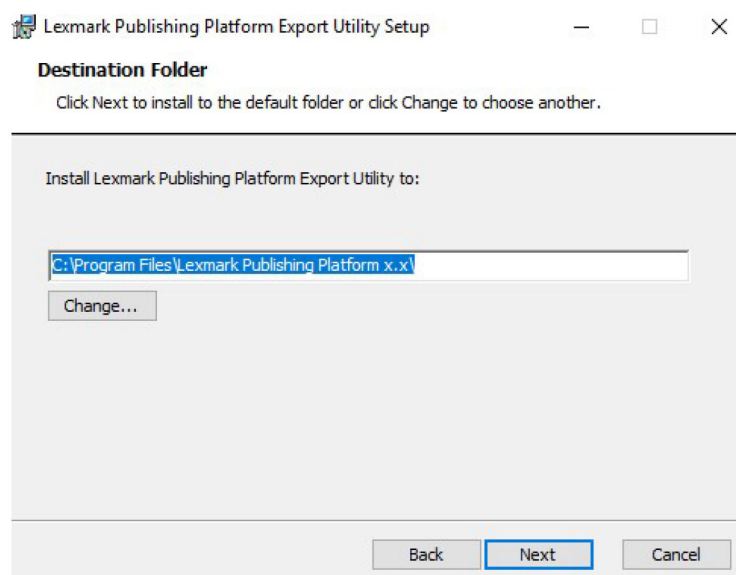 Lexmark Publishing Platform Export Utility Setup
Destination Folder
Click Next to install to the default folder or click Change to choose another.
Install Lexmark Publishing Platform Export Utility to:
C:\Program Files\Lexmark Publishing Platform x.x\
Change...
Back Next Cancel